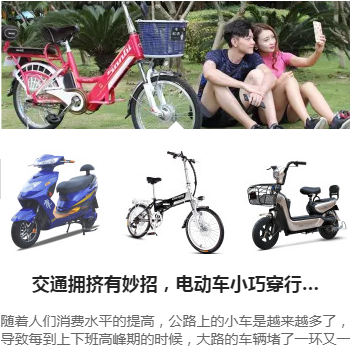 交通拥挤有妙招，电动车小巧穿行...
随着人们消费水平的提高，公路上的小车是越来越多了，
导致每到上下班高峰期的时候，大路的车辆堵了一环又一